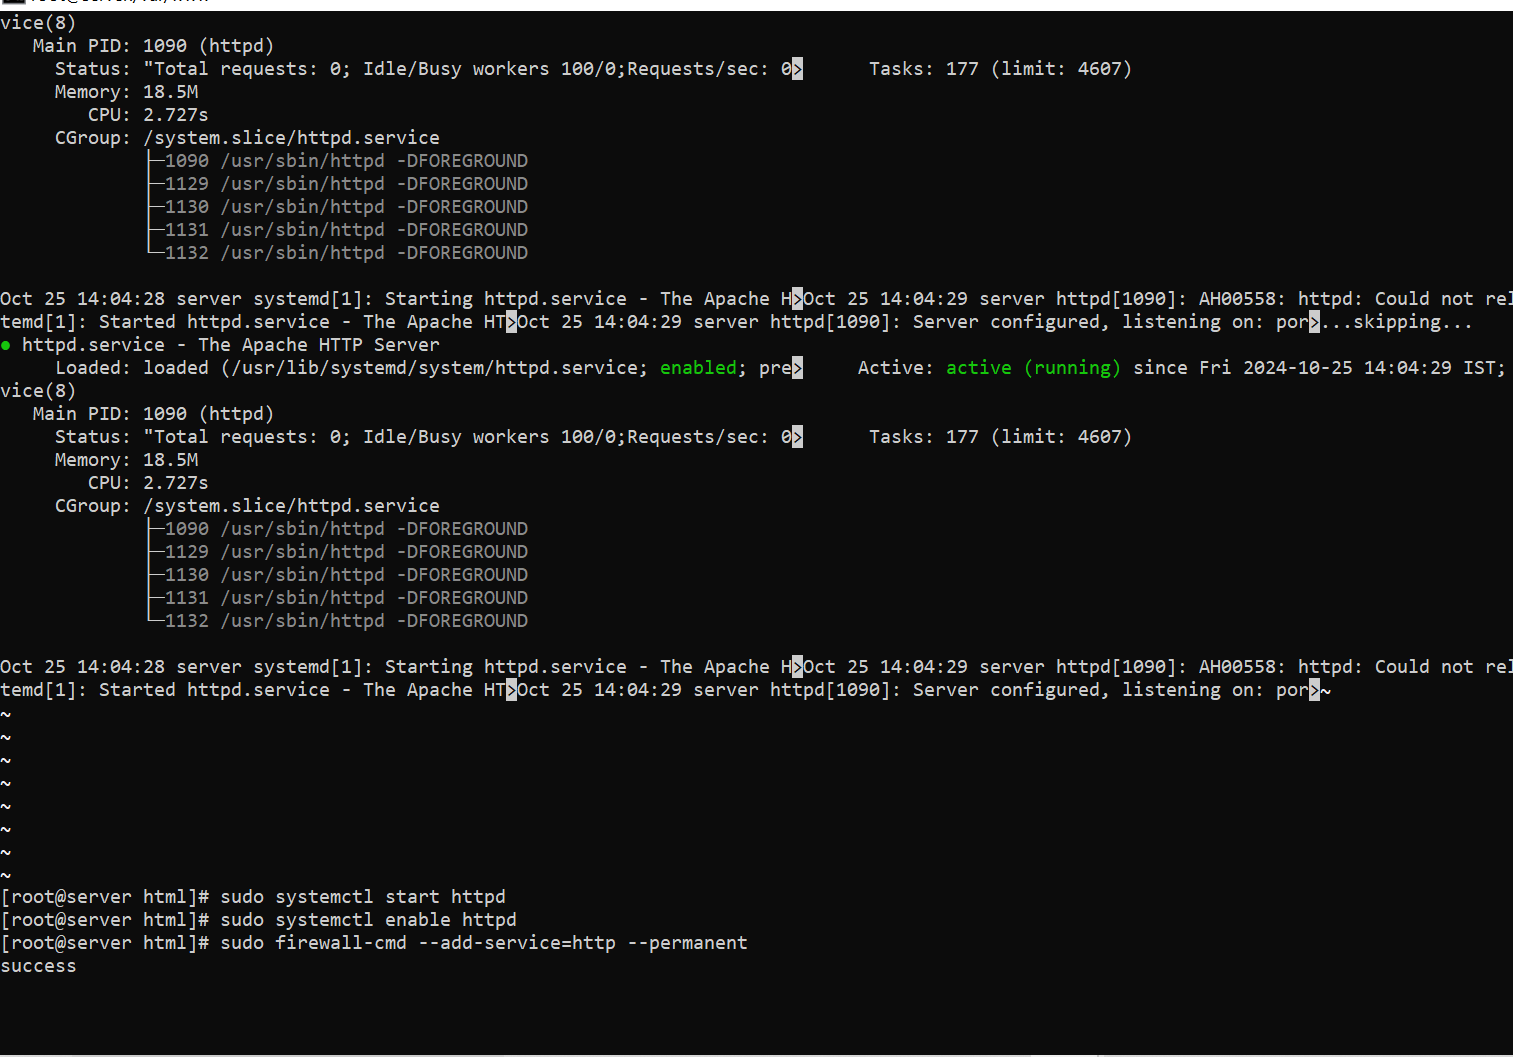 vice(8)
Main PID: 1090 (httpd)
Status: "Total requests: 0; Idle/Busy workers 100/0;Requests/sec: 0> Tasks: 177 (limit: 4607)
Memory: 18.5M
CPU: 2.727s
CGroup: /system.slice/httpd.service
├─1090 /usr/sbin/httpd -DFOREGROUND
├─1129 /usr/sbin/httpd -DFOREGROUND
├─1130 /usr/sbin/httpd -DFOREGROUND
├─1131 /usr/sbin/httpd -DFOREGROUND
└─1132 /usr/sbin/httpd -DFOREGROUND
Oct 25 14:04:28 server systemd[1]: Starting httpd.service - The Apache H>Oct 25 14:04:29 server httpd[1090]: AH00558: httpd: Could not rel
temd[1]: Started httpd.service - The Apache HT>Oct 25 14:04:29 server httpd[1090]: Server configured, listening on: por>...skipping...
● httpd.service - The Apache HTTP Server
Loaded: loaded (/usr/lib/systemd/system/httpd.service; enabled; pre> Active: active (running) since Fri 2024-10-25 14:04:29 IST;
vice(8)
Main PID: 1090 (httpd)
Status: "Total requests: 0; Idle/Busy workers 100/0;Requests/sec: 0> Tasks: 177 (limit: 4607)
Memory: 18.5M
CPU: 2.727s
CGroup: /system.slice/httpd.service
├─1090 /usr/sbin/httpd -DFOREGROUND
├─1129 /usr/sbin/httpd -DFOREGROUND
├─1130 /usr/sbin/httpd -DFOREGROUND
├─1131 /usr/sbin/httpd -DFOREGROUND
└─1132 /usr/sbin/httpd -DFOREGROUND
Oct 25 14:04:28 server systemd[1]: Starting httpd.service - The Apache H>Oct 25 14:04:29 server httpd[1090]: AH00558: httpd: Could not rel
temd[1]: Started httpd.service - The Apache HT>Oct 25 14:04:29 server httpd[1090]: Server configured, listening on: por>~
~
~
~
~
~
~
~
~
[root@server html]# sudo systemctl start httpd
[root@server html]# sudo systemctl enable httpd
[root@server html]# sudo firewall-cmd --add-service=http --permanent
success